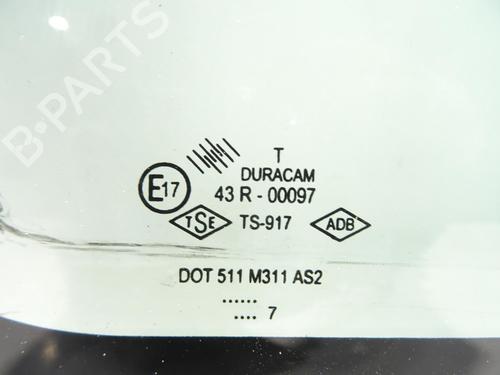 B-PARTS
T
DURACAM
E17 43 R - 00097
TSE TS-917 ADB
DOT 511 M311 AS2
......
.... 7